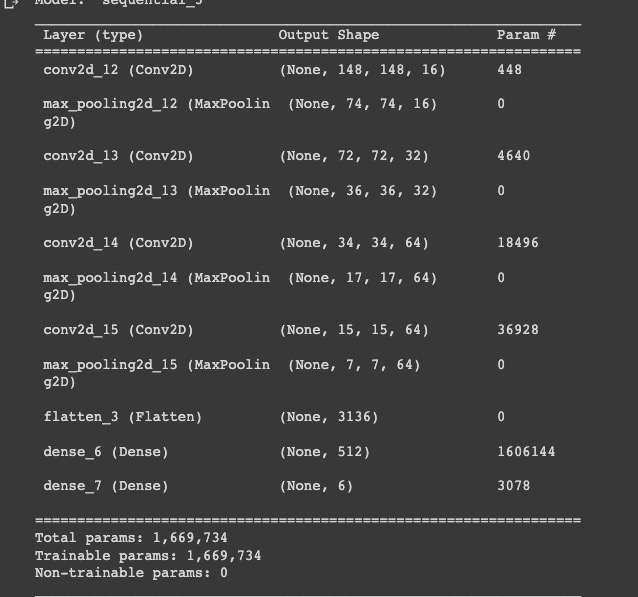 Model: "sequential_3"
Layer (type) Output Shape Param #
=================================================================
conv2d_12 (Conv2D) (None, 148, 148, 16) 448
max_pooling2d_12 (MaxPoolin (None, 74, 74, 16) 0
g2D)
conv2d_13 (Conv2D) (None, 72, 72, 32) 4640
max_pooling2d_13 (MaxPoolin (None, 36, 36, 32) 0
g2D)
conv2d_14 (Conv2D) (None, 34, 34, 64) 18496
max_pooling2d_14 (MaxPoolin (None, 17, 17, 64) 0
g2D)
conv2d_15 (Conv2D) (None, 15, 15, 64) 36928
max_pooling2d_15 (MaxPoolin (None, 7, 7, 64) 0
g2D)
flatten_3 (Flatten) (None, 3136) 0
dense_6 (Dense) (None, 512) 1606144
dense_7 (Dense) (None, 6) 3078
=================================================================
Total params: 1,669,734
Trainable params: 1,669,734
Non-trainable params: 0